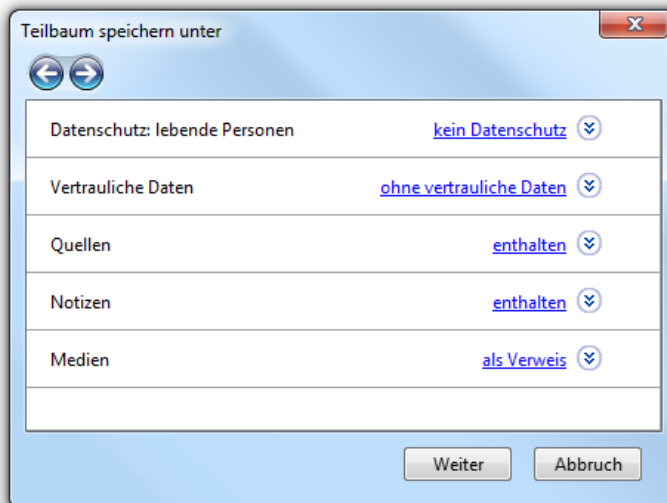 Teilbaum speichern unter
Datenschutz: lebende Personen kein Datenschutz
Vertrauliche Daten ohne vertrauliche Daten
Quellen enthalten
Notizen enthalten
Medien als Verweis
Weiter Abbruch